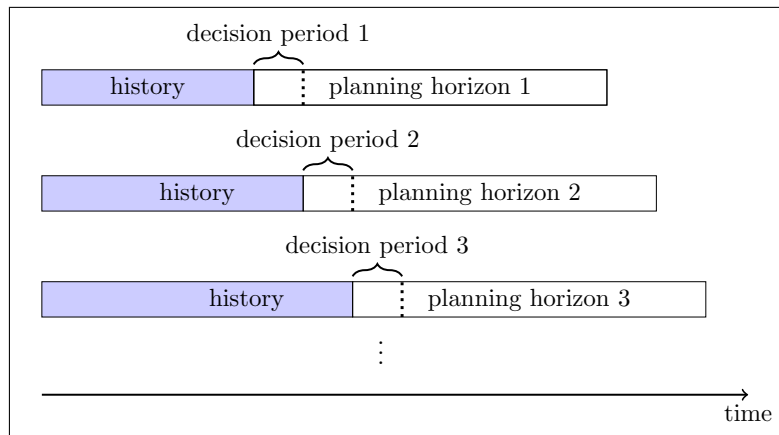 decision period 1
history planning horizon 1
decision period 2
history planning horizon 2
decision period 3
history planning horizon 3
⋮
time